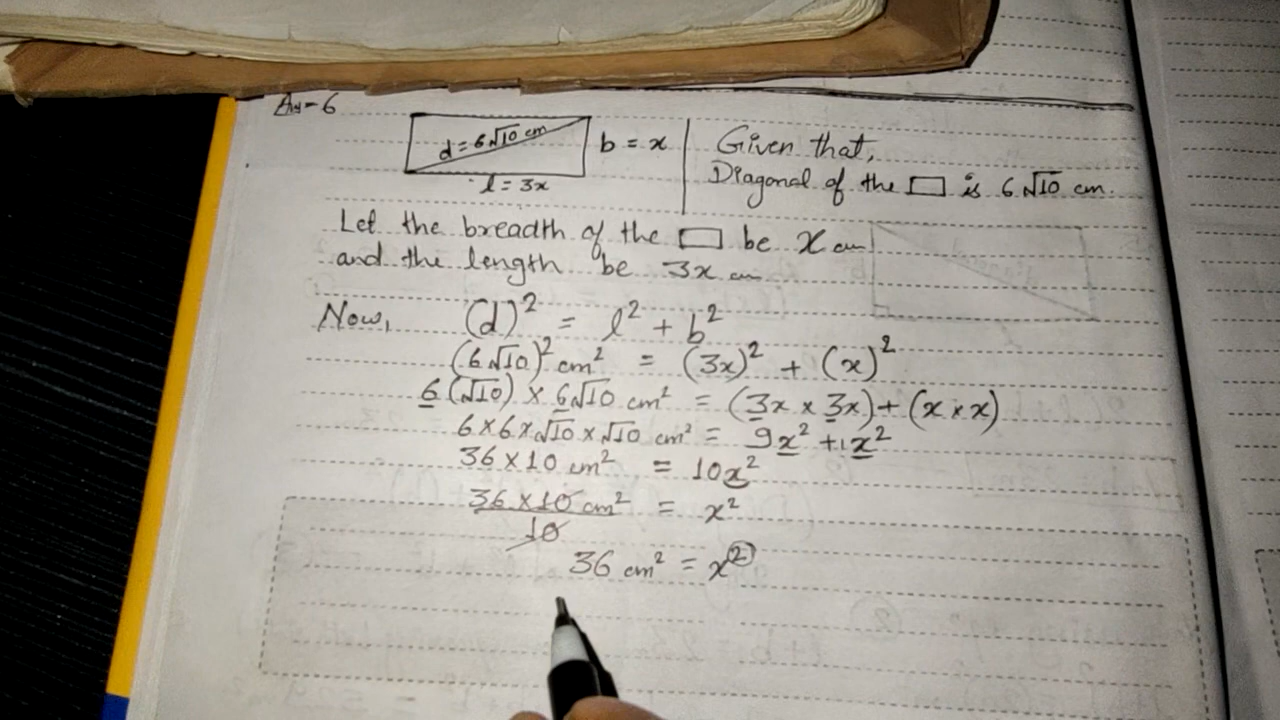 Ans-6
d = 6√10 cm
b = x
l = 3x
Given that,
Diagonal of the ▭ is 6√10 cm.
Let the breadth of the ▭ be x cm
and the length be 3x cm
Now, (d)² = l² + b²
(6√10)² cm² = (3x)² + (x)²
6(√10) × 6√10 cm² = (3x × 3x) + (x × x)
6×6×√10 × √10 cm² = 9x² + 1x²
36 × 10 cm² = 10x²
36 × 10 cm² / 10 = x²
36 cm² = x²